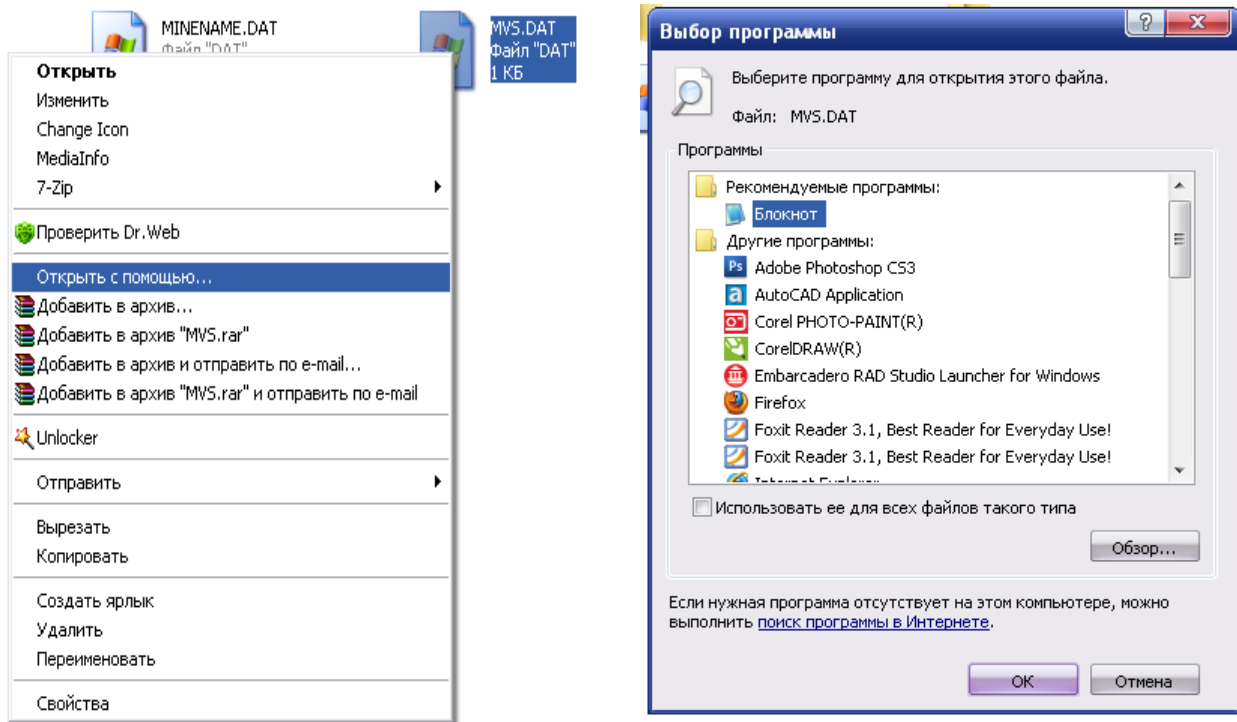 MINENAME.DAT
Файл "DAT"
MVS.DAT
Файл "DAT"
1 КБ
Открыть
Изменить
Change Icon
MediaInfo
7-Zip
Проверить Dr.Web
Открыть с помощью...
Добавить в архив...
Добавить в архив "MVS.rar"
Добавить в архив и отправить по e-mail...
Добавить в архив "MVS.rar" и отправить по e-mail
Unlocker
Отправить
Вырезать
Копировать
Создать ярлык
Удалить
Переименовать
Свойства
Выбор программы
Выберите программу для открытия этого файла.
Файл: MVS.DAT
Программы
Рекомендуемые программы:
Блокнот
Другие программы:
Adobe Photoshop CS3
AutoCAD Application
Corel PHOTO-PAINT(R)
CorelDRAW(R)
Embarcadero RAD Studio Launcher for Windows
Firefox
Foxit Reader 3.1, Best Reader for Everyday Use!
Foxit Reader 3.1, Best Reader for Everyday Use!
Internet Explorer
Использовать ее для всех файлов такого типа
Обзор...
Если нужная программа отсутствует на этом компьютере, можно
выполнить поиск программы в Интернете.
ОК
Отмена